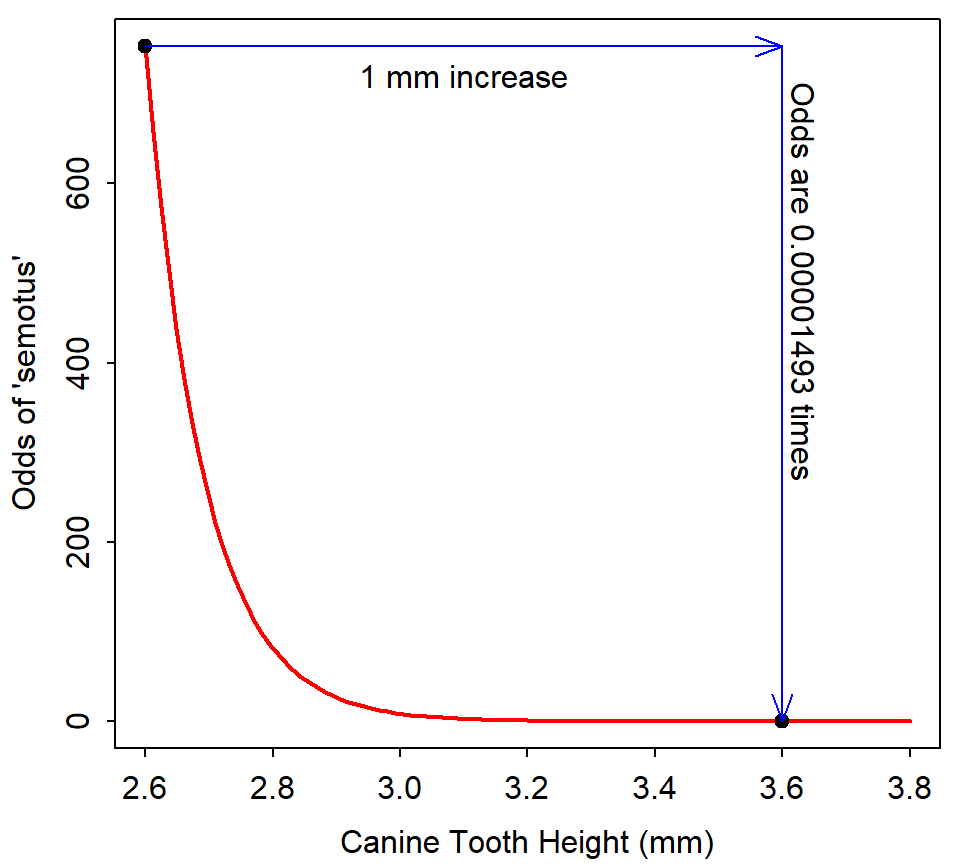 1 mm increase
Odds are 0.00001493 times
Odds of 'semotus'
600
400
200
0
2.6 2.8 3.0 3.2 3.4 3.6 3.8
Canine Tooth Height (mm)